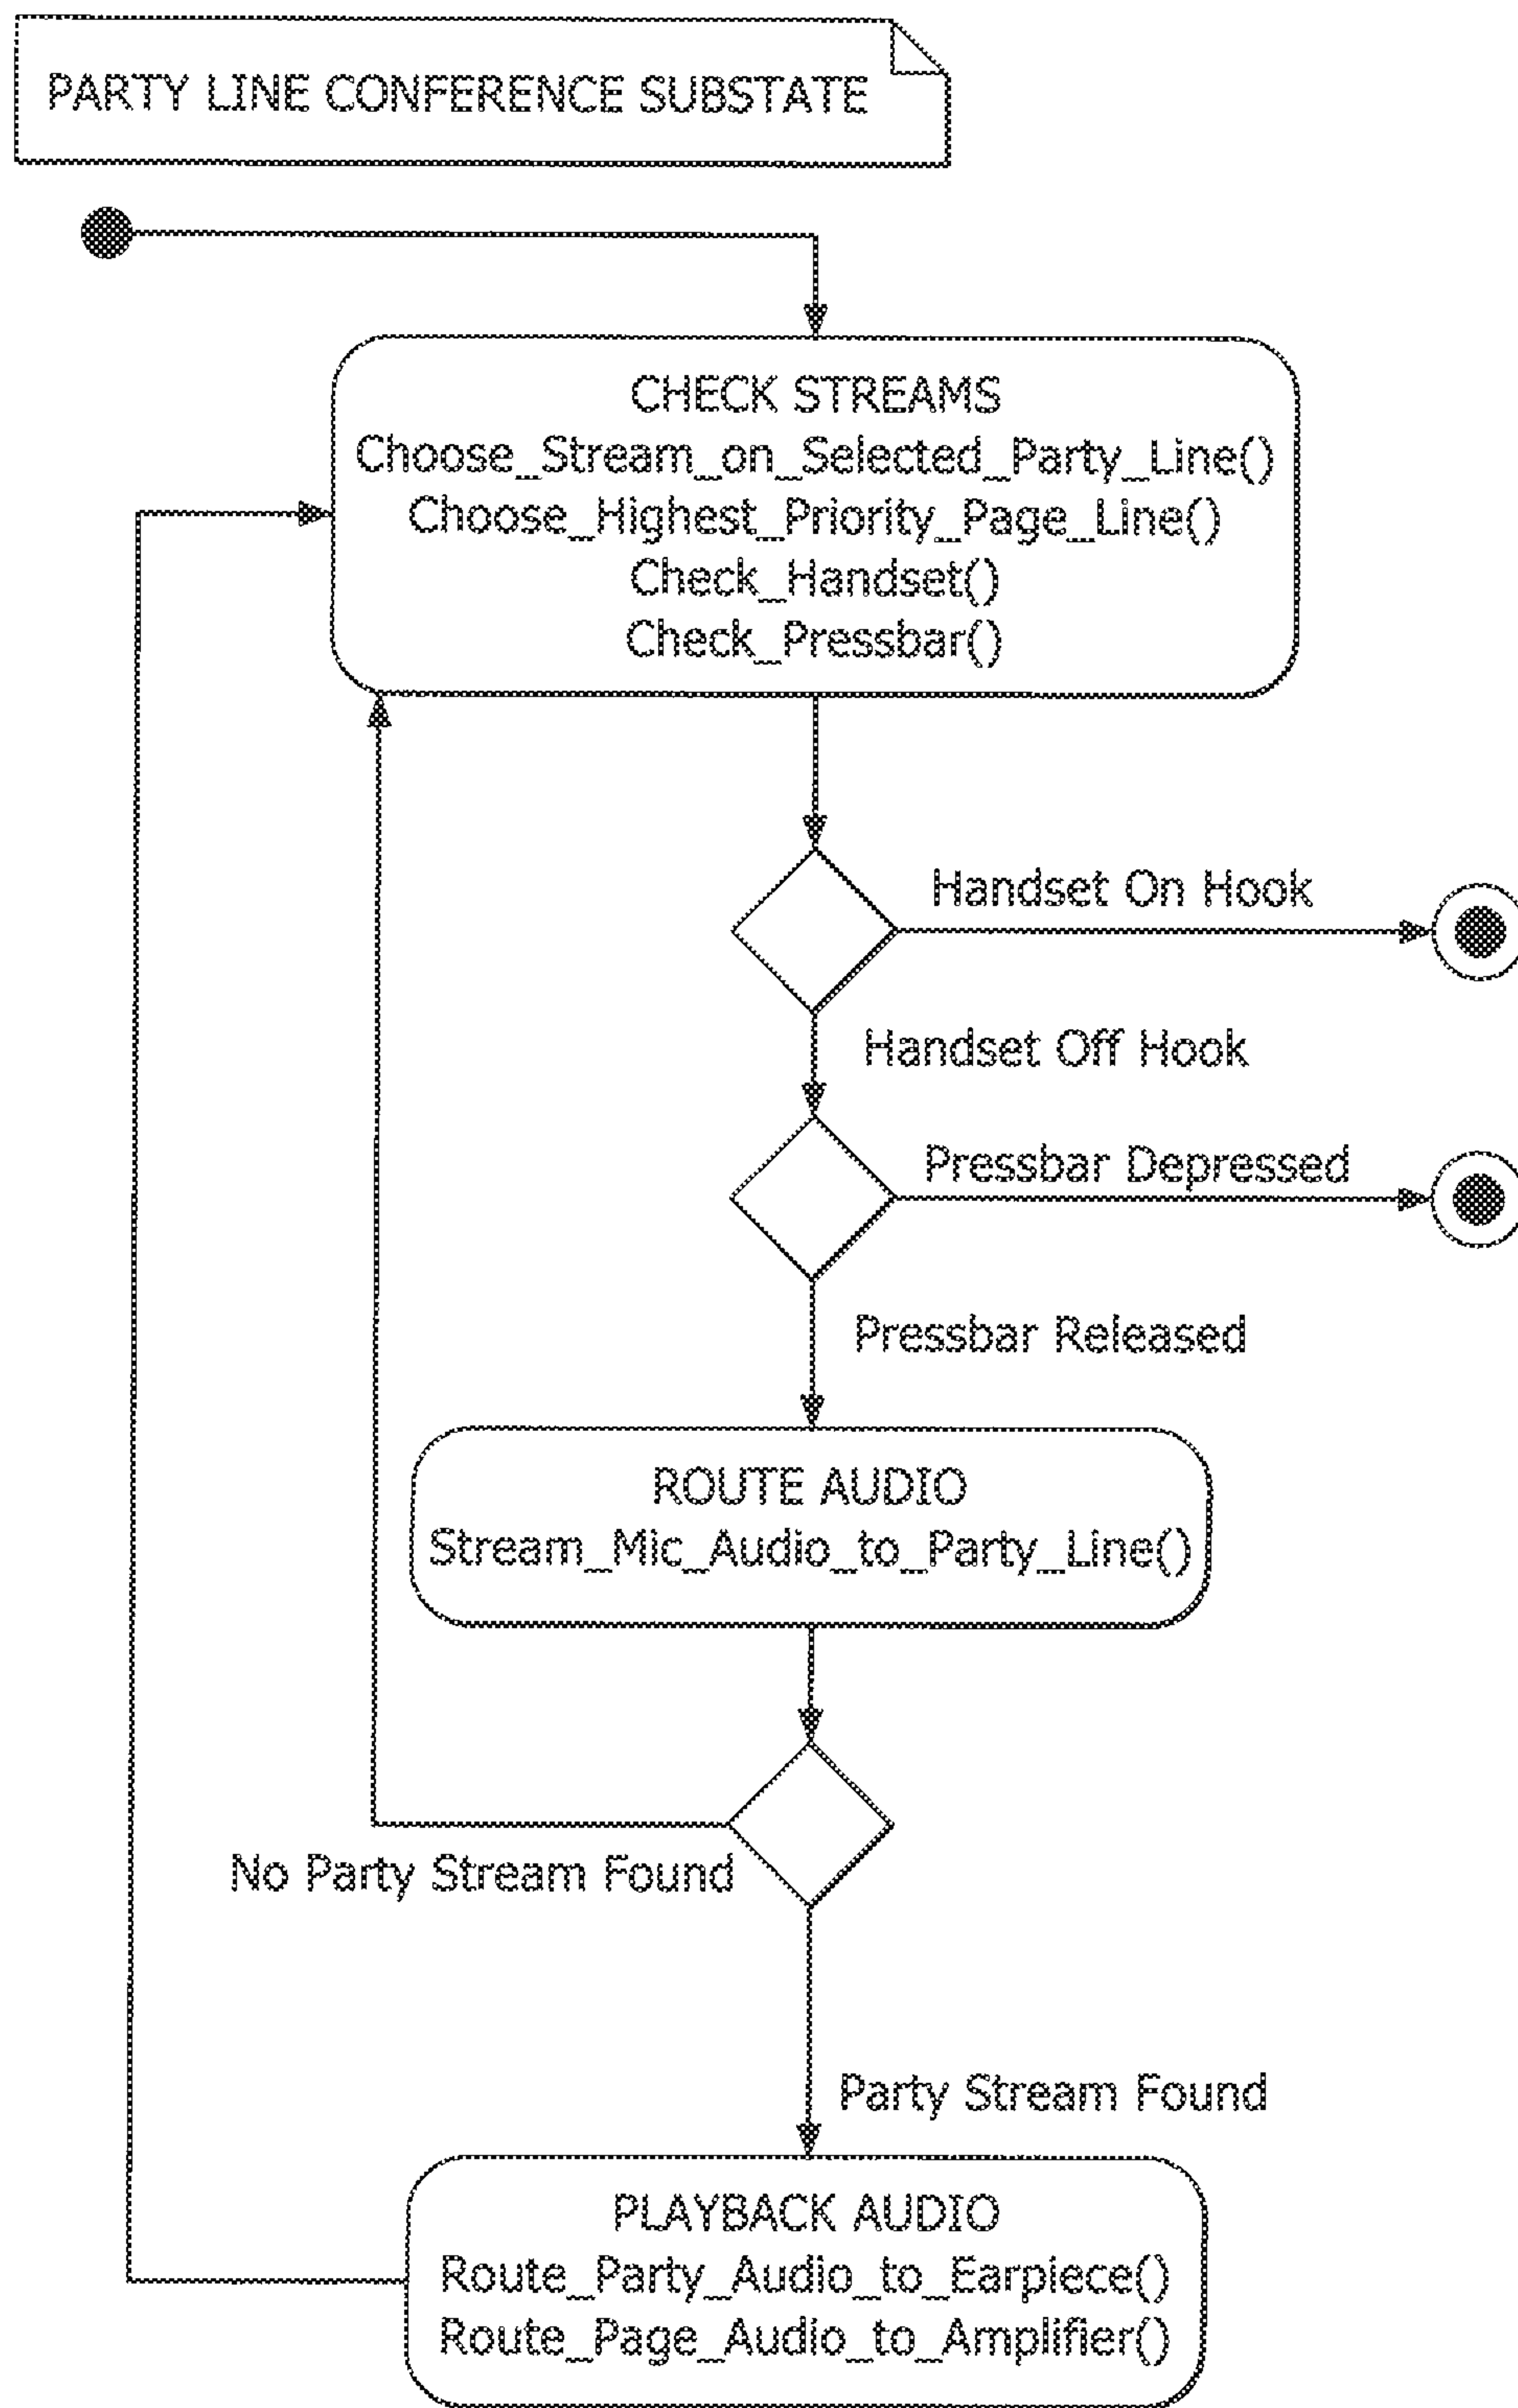 PARTY LINE CONFERENCE SUBSTATE
CHECK STREAMS
Choose_Stream_on_Selected_Party_Line()
Choose_Highest_Priority_Page_Line()
Check_Handset()
Check_Pressbar()
Handset On Hook
Handset Off Hook
Pressbar Depressed
Pressbar Released
ROUTE AUDIO
Stream_Mic_Audio_to_Party_Line()
No Party Stream Found
Party Stream Found
PLAYBACK AUDIO
Route_Party_Audio_to_Earpiece()
Route_Page_Audio_to_Amplifier()